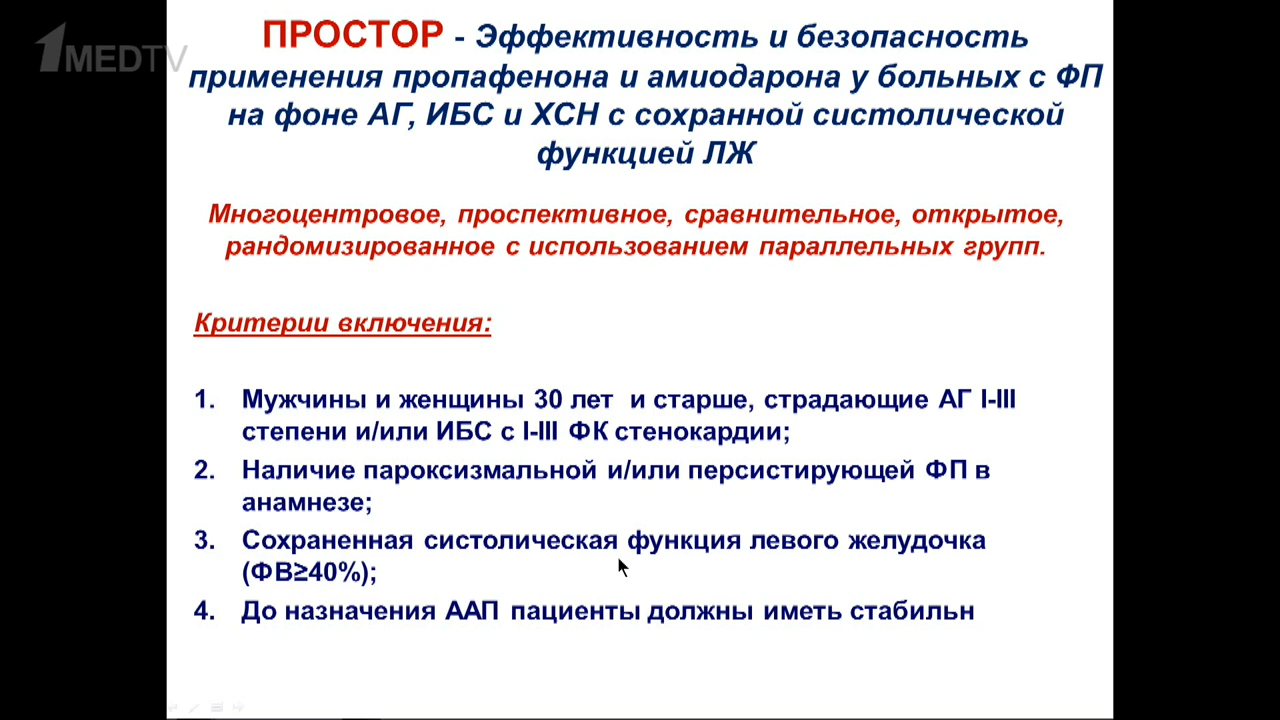 1MEDTV
ПРОСТОР - Эффективность и безопасность
применения пропафенона и амиодарона у больных с ФП
на фоне АГ, ИБС и ХСН с сохранной систолической
функцией ЛЖ
Многоцентровое, проспективное, сравнительное, открытое,
рандомизированное с использованием параллельных групп.
Критерии включения:
1. Мужчины и женщины 30 лет и старше, страдающие АГ I-III
степени и/или ИБС с I-III ФК стенокардии;
2. Наличие пароксизмальной и/или персистирующей ФП в
анамнезе;
3. Сохраненная систолическая функция левого желудочка
(ФВ≥40%);
4. До назначения ААП пациенты должны иметь стабильн